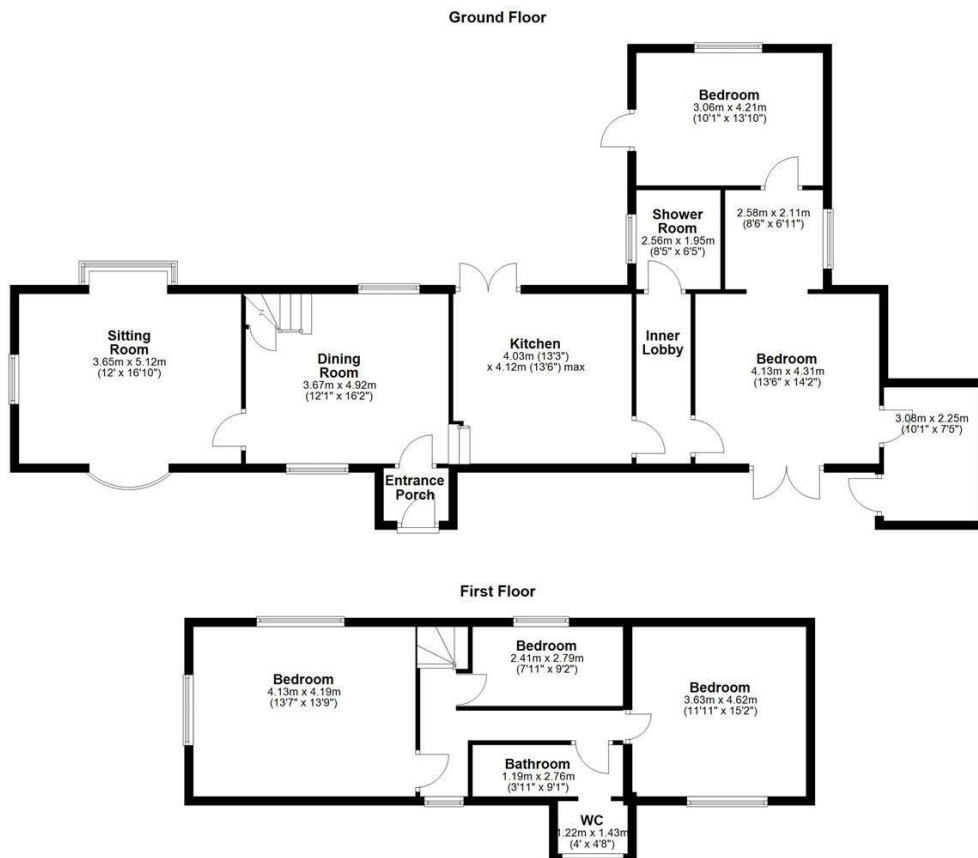 Ground Floor
Bedroom
3.06m x 4.21m
(10'1" x 13'10")
Shower
Room
2.56m x 1.95m
(8'5" x 6'5")
2.58m x 2.11m
(8'6" x 6'11")
Sitting
Room
3.65m x 5.12m
(12' x 16'10")
Dining
Room
3.67m x 4.92m
(12'1" x 16'2")
Kitchen
4.03m (13'3")
x 4.12m (13'6") max
Inner
Lobby
Bedroom
4.13m x 4.31m
(13'6" x 14'2")
3.08m x 2.25m
(10'1" x 7'5")
Entrance
Porch
First Floor
Bedroom
4.13m x 4.19m
(13'7" x 13'9")
Bedroom
2.41m x 2.79m
(7'11" x 9'2")
Bedroom
3.63m x 4.62m
(11'11" x 15'2")
Bathroom
1.19m x 2.76m
(3'11" x 9'1")
WC
1.22m x 1.43m
(4' x 4'8")